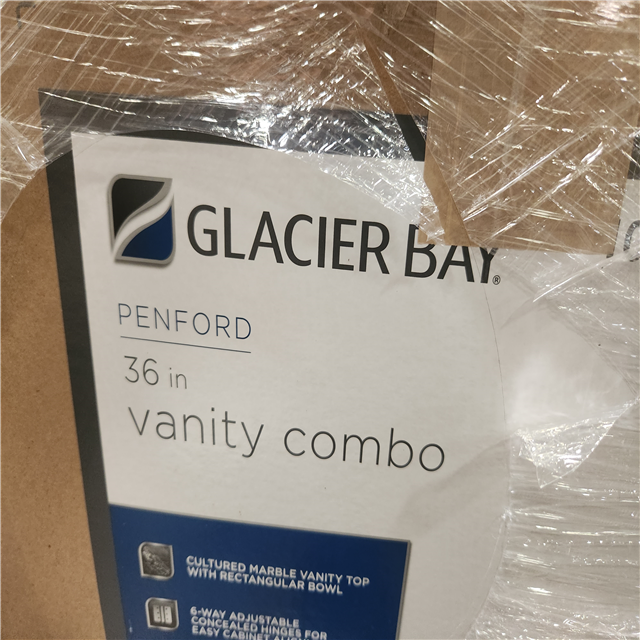 GLACIER BAY®
PENFORD
36 in
vanity combo
CULTURED MARBLE VANITY TOP
WITH RECTANGULAR BOWL
6-WAY ADJUSTABLE
CONCEALED HINGES FOR
EASY CABINET